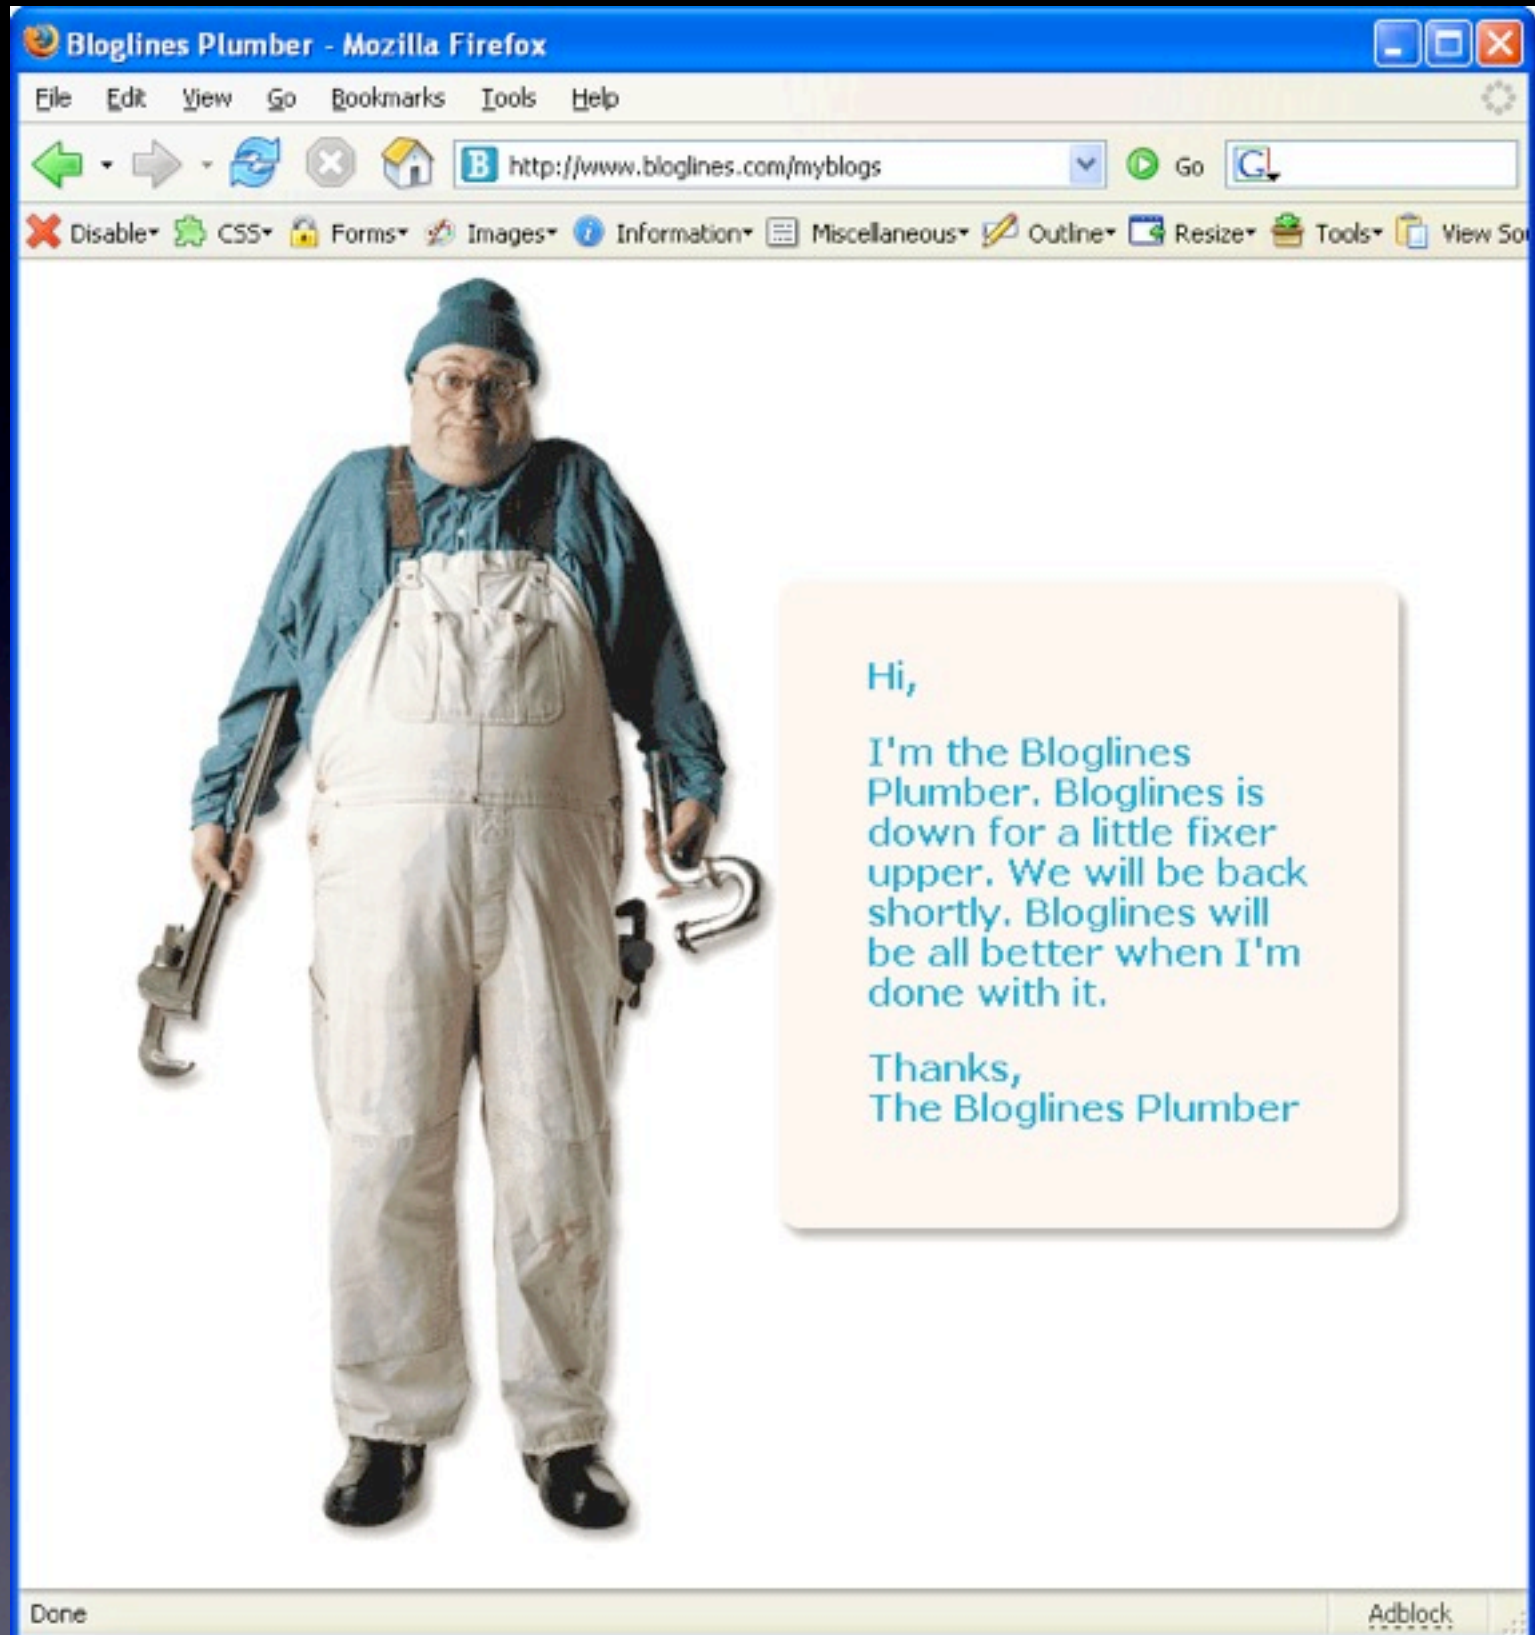 Bloglines Plumber - Mozilla Firefox
File Edit View Go Bookmarks Tools Help
B http://www.bloglines.com/myblogs Go G
Disable CSS Forms Images Information Miscellaneous Outline Resize Tools View Sou
Hi,
I'm the Bloglines
Plumber. Bloglines is
down for a little fixer
upper. We will be back
shortly. Bloglines will
be all better when I'm
done with it.
Thanks,
The Bloglines Plumber
Done Adblock